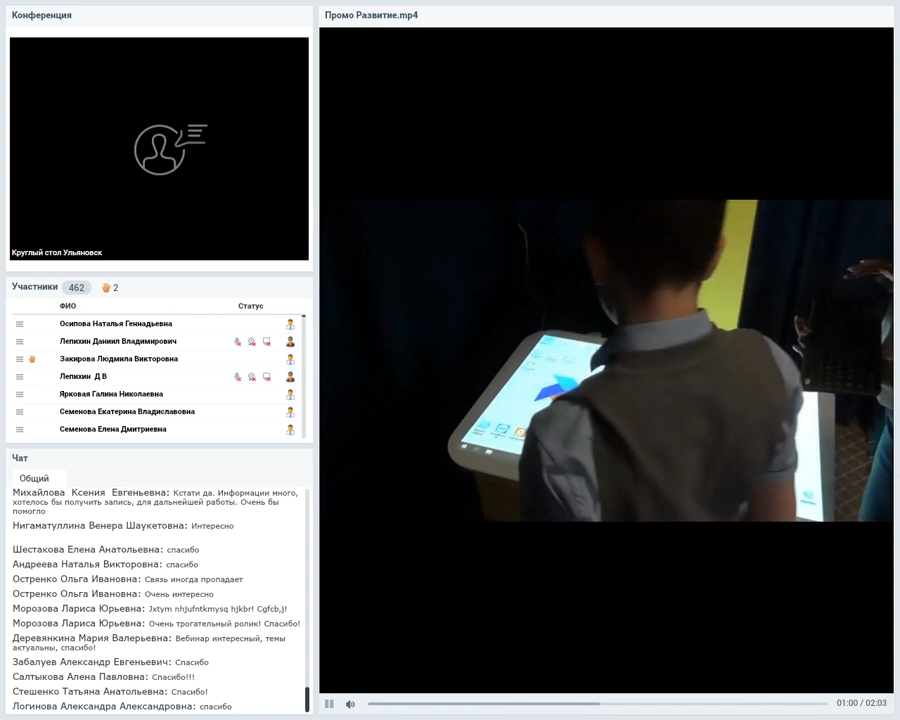 Конференция
Круглый стол Ульяновск
Участники 462 2
ФИО Статус
Осипова Наталья Геннадьевна
Лепихин Даниил Владимирович
Закирова Людмила Викторовна
Лепихин Д В
Ярковая Галина Николаевна
Семенова Екатерина Владиславовна
Семенова Елена Дмитриевна
Чат
Общий
Михайлова Ксения Евгеньевна: Кстати да. Информации много,
хотелось бы получить запись, для дальнейшей работы. Очень бы
помогло
Нигаматуллина Венера Шаукетовна: Интересно
Шестакова Елена Анатольевна: спасибо
Андреева Наталья Викторовна: спасибо
Остренко Ольга Ивановна: Связь иногда пропадает
Остренко Ольга Ивановна: Очень интересно
Морозова Лариса Юрьевна: Jxtym nhjufntkmysq hjkbr! Cgfcb,j!
Морозова Лариса Юрьевна: Очень трогательный ролик! Спасибо!
Деревянкина Мария Валерьевна: Вебинар интересный, темы
актуальны, спасибо!
Забалуев Александр Евгеньевич: Спасибо
Салтыкова Алена Павловна: Спасибо!!!
Стешенко Татьяна Анатольевна: Спасибо!
Логинова Александра Александровна: спасибо
Промо Развитие.mp4
01:00 / 02:03